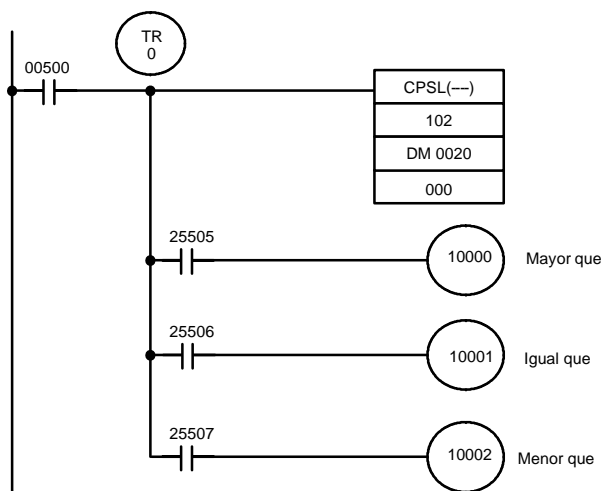 TR
0
00500
CPSL(---)
102
DM 0020
000
25505
10000
Mayor que
25506
10001
Igual que
25507
10002
Menor que